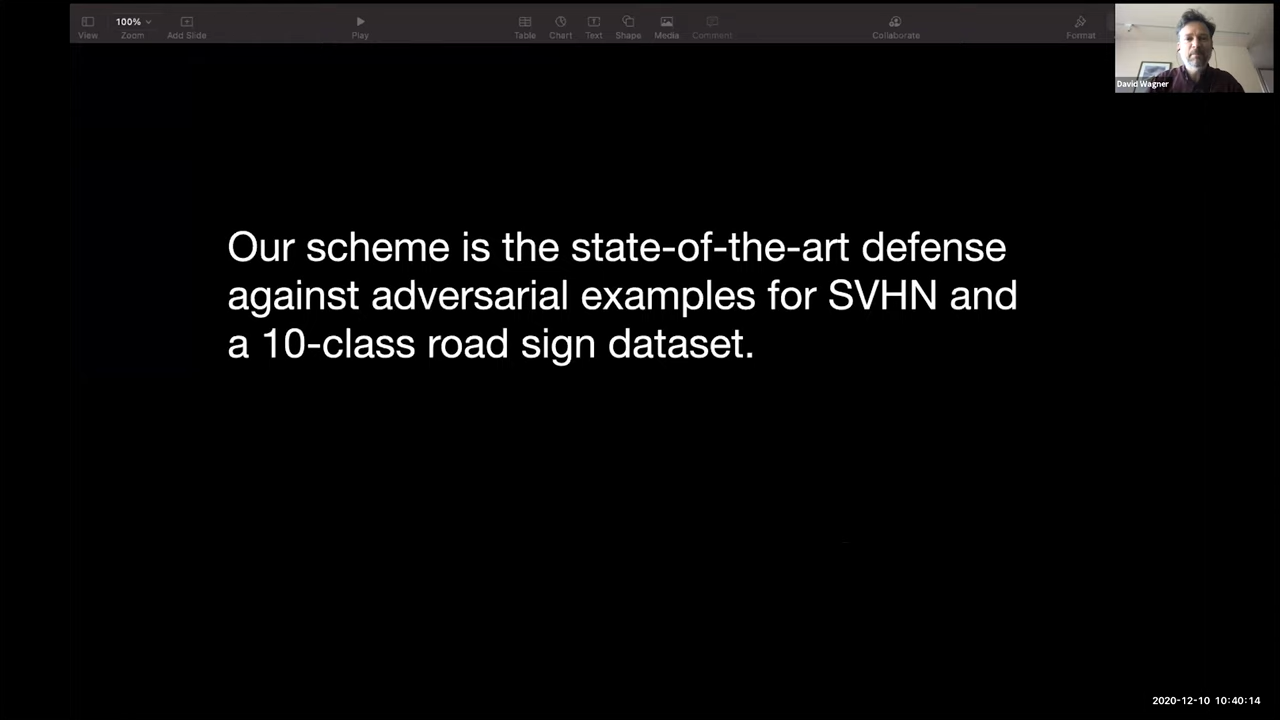 100%
View
Zoom
Add Slide
Play
Table
Chart
Text
Shape
Media
Comment
Collaborate
Format
David Wagner
Our scheme is the state-of-the-art defense
against adversarial examples for SVHN and
a 10-class road sign dataset.
2020-12-10 10:40:14